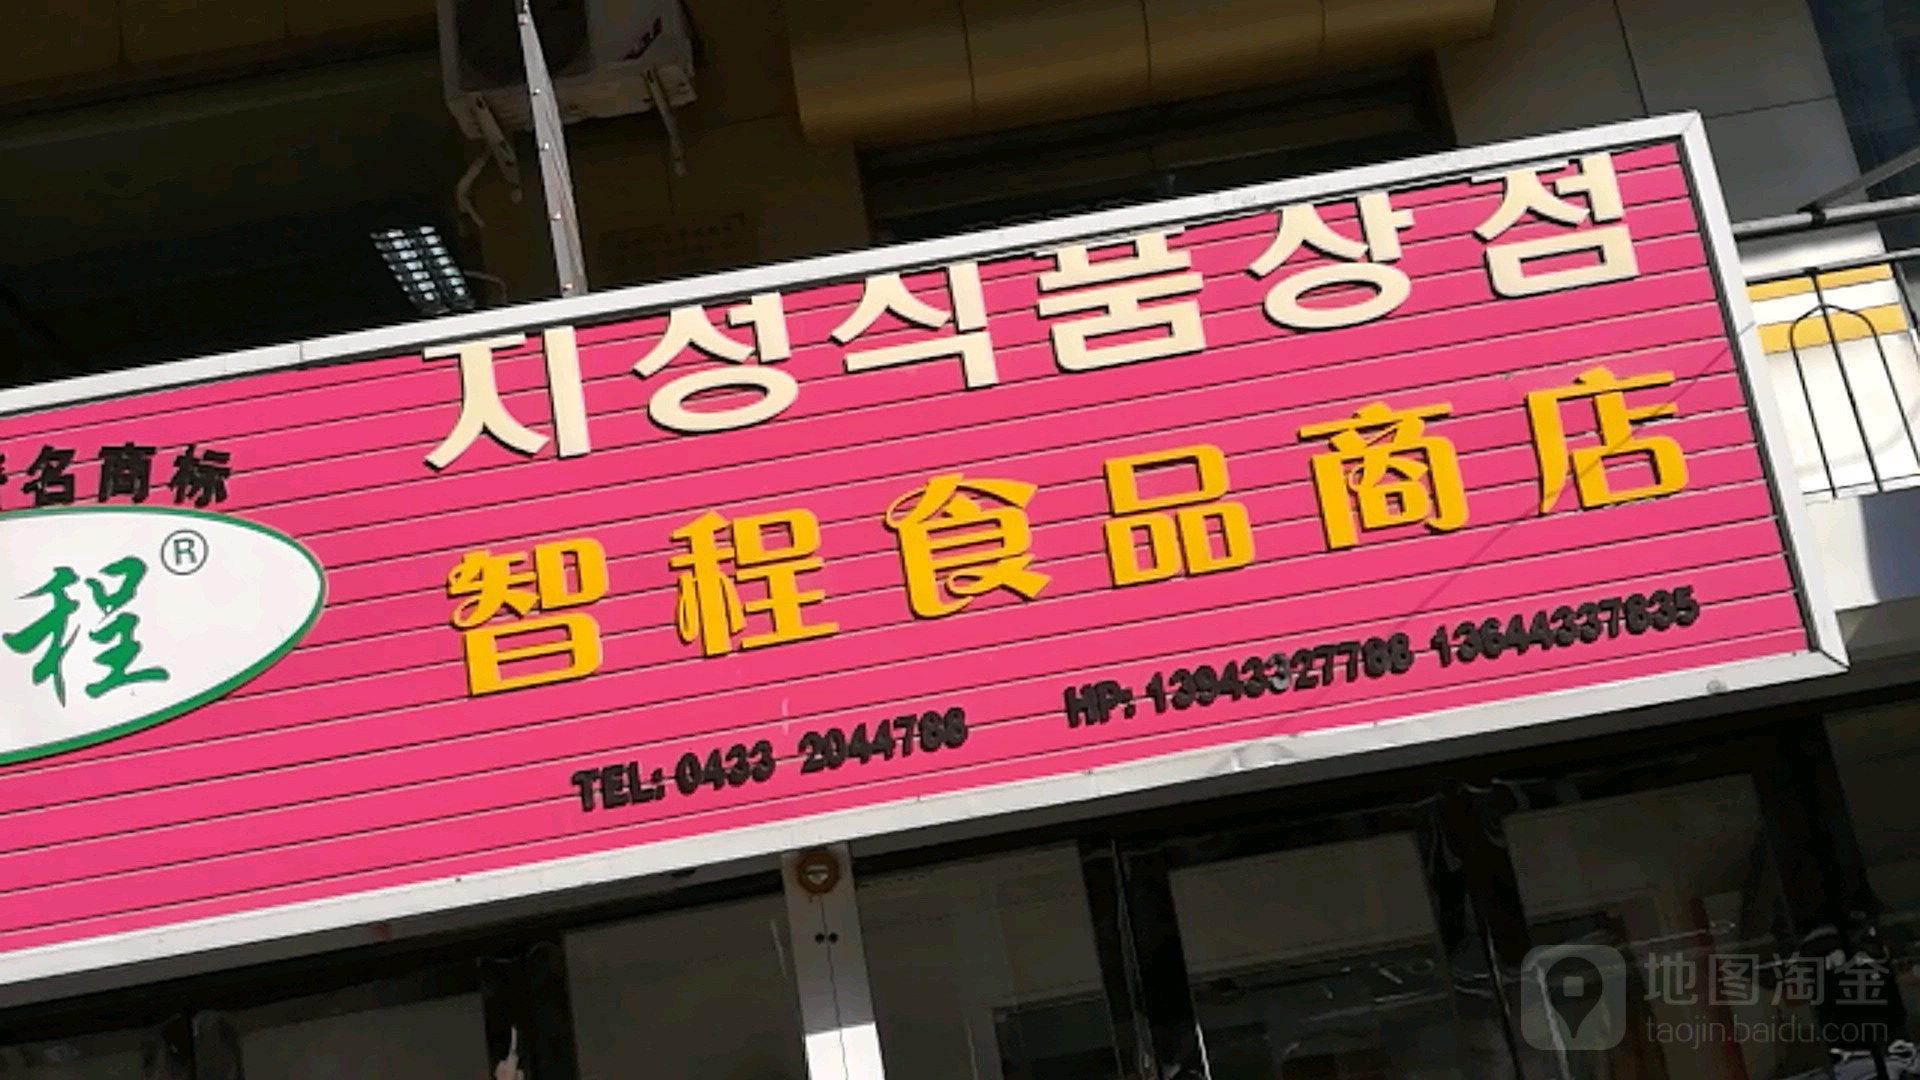 지성식품상점
名商标
程®
智程食品商店
TEL: 0433 2044788 HP: 13943327788 13644337835
地图淘金
taojin.baidu.com